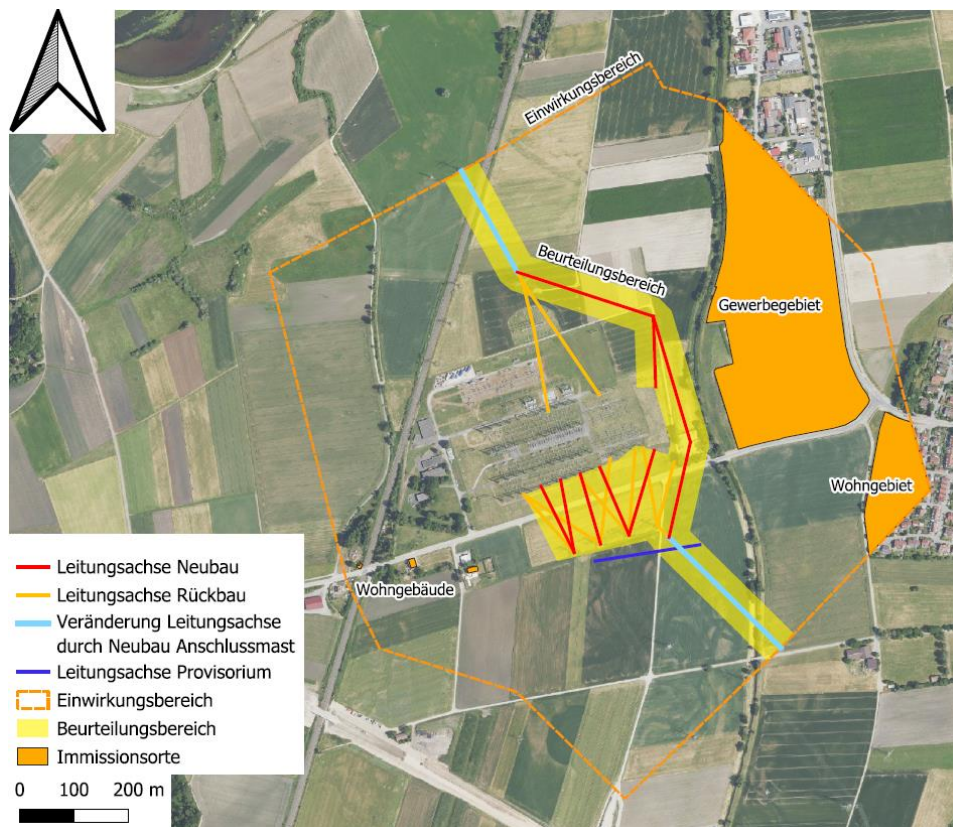 Einwirkungsbereich
Beurteilungsbereich
Gewerbegebiet
Wohngebiet
Wohngebäude
Leitungsachse Neubau
Leitungsachse Rückbau
Veränderung Leitungsachse
durch Neubau Anschlussmast
Leitungsachse Provisorium
Einwirkungsbereich
Beurteilungsbereich
Immissionsorte
0 100 200 m